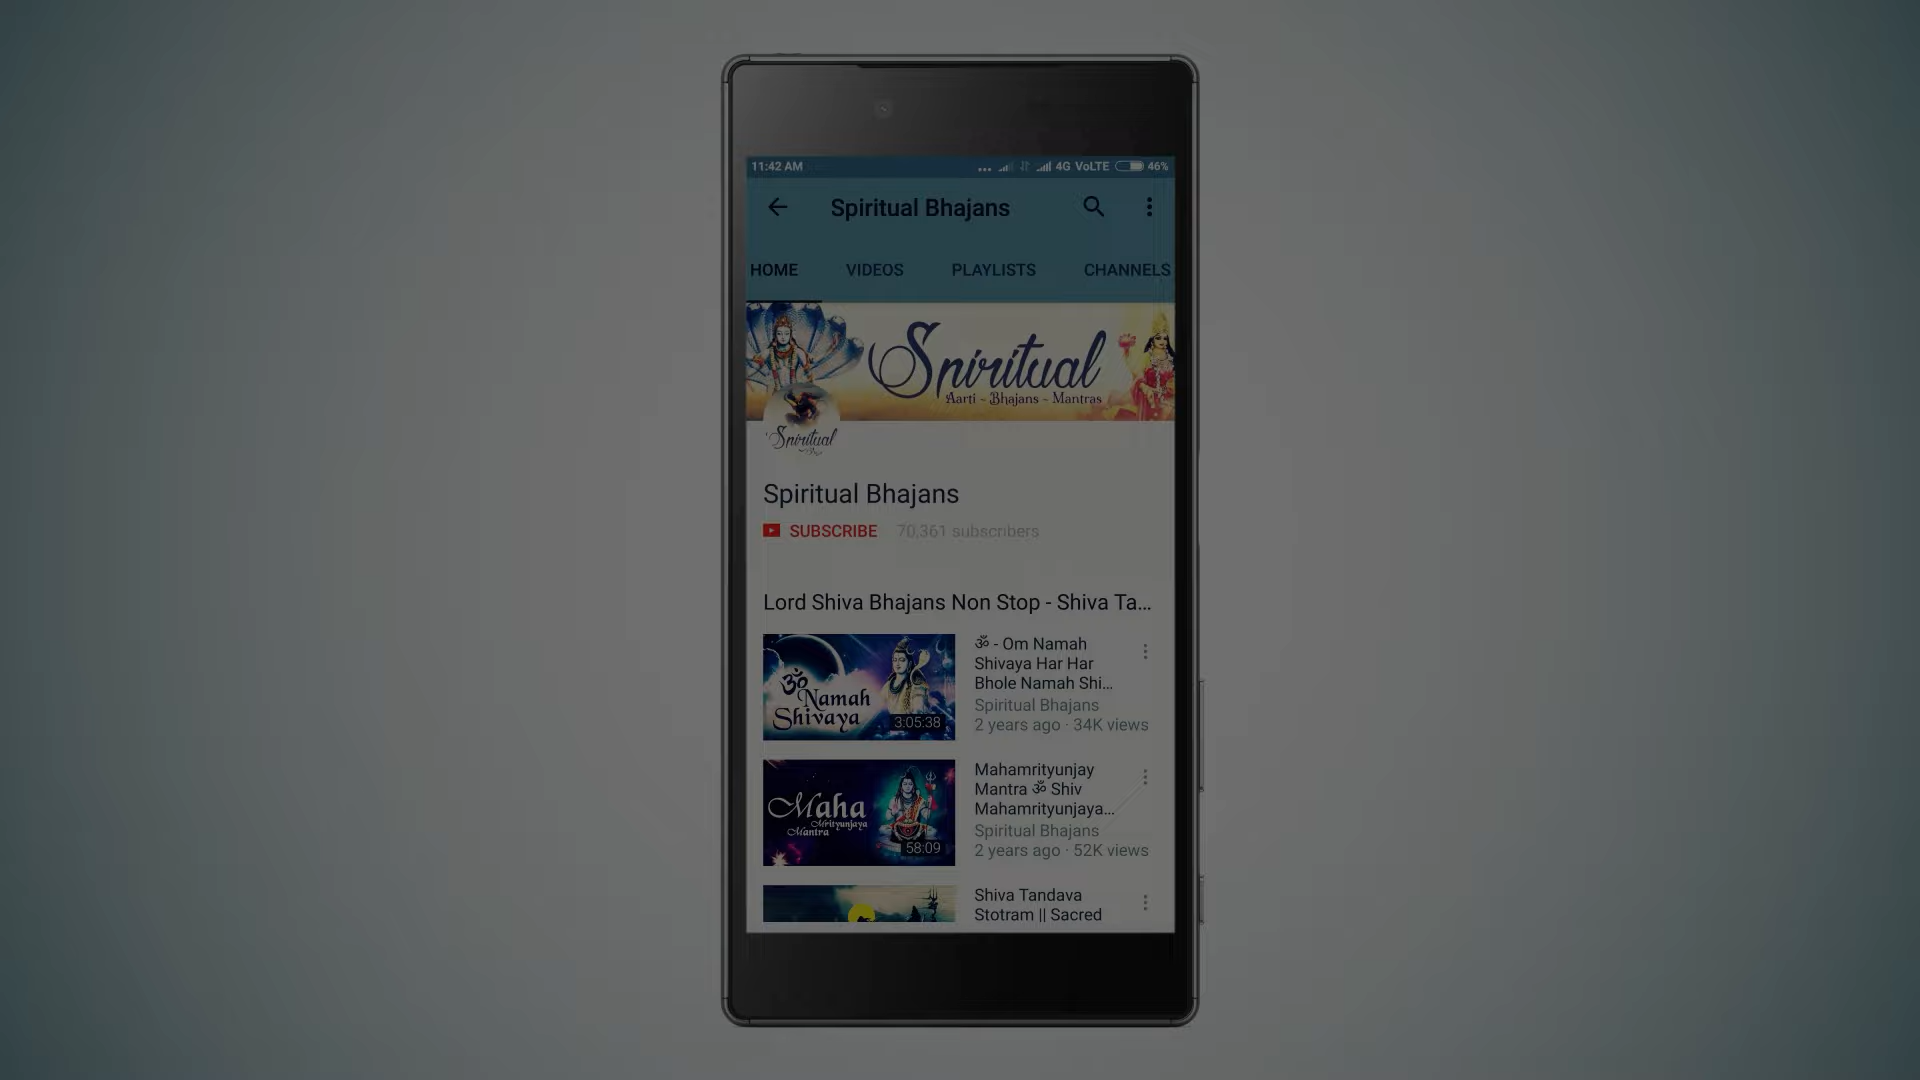 11:42 AM
4G VoLTE 46%
Spiritual Bhajans
HOME VIDEOS PLAYLISTS CHANNELS
Spiritual
Aarti ~ Bhajans ~ Mantras
Spiritual
Spiritual Bhajans
SUBSCRIBE 70,361 subscribers
Lord Shiva Bhajans Non Stop - Shiva Ta...
ॐ Namah
Shivaya
3:05:38
ॐ - Om Namah
Shivaya Har Har
Bhole Namah Shi...
Spiritual Bhajans
2 years ago · 34K views
Maha
Mrityunjaya
Mantra
58:09
Mahamrityunjay
Mantra ॐ Shiv
Mahamrityunjaya...
Spiritual Bhajans
2 years ago · 52K views
Shiva Tandava
Stotram || Sacred